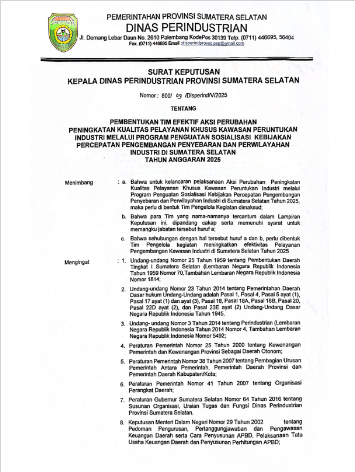 PEMERINTAH PROVINSI SUMATERA SELATAN
DINAS PERINDUSTRIAN
Jl. Demang Lebar Daun No. 2610 Palembang KodePos 30139 Telp. (0711) 446695, 56404
Fax. (0711) 446695 Email
SURAT KEPUTUSAN
KEPALA DINAS PERINDUSTRIAN PROVINSI SUMATERA SELATAN
Nomor : 800/ /DisperindIV/2025
TENTANG
PEMBENTUKAN TIM EFEKTIF AKSI PERUBAHAN
PENINGKATAN KUALITAS PELAYANAN KHUSUS KAWASAN PERUNTUKAN
INDUSTRI MELALUI PROGRAM PENGUATAN SOSIALISASI KEBIJAKAN
PERCEPATAN PENGEMBANGAN PENYEBARAN DAN PERWILAYAHAN
INDUSTRI DI SUMATERA SELATAN
TAHUN ANGGARAN 2025
Menimbang : a. Bahwa untuk kelancaran pelaksanaan Aksi Perubahan Peningkatan
Kualitas Pelayanan Khusus Kawasan Peruntukan Industri melalui
Program Penguatan Sosialisasi Kebijakan Percepatan Pengembangan
Penyebaran dan Perwilayahan Industri di Sumatera Selatan Tahun 2025,
maka perlu di bentuk Tim Pengelola Kegiatan dimaksud;
b. Bahwa para Tim yang nama-namanya tercantum dalam Lampiran
Keputusan ini, dipandang cakap serta memenuhi syarat untuk
memangku jabatan tersebut huruf a;
c. Bahwa sehubungan dengan hal tersebut huruf a dan b, perlu dibentuk
Tim Pengelola kegiatan meningkatkan efektivitas Pelayanan
Pengembangan Kawasan Industri di Sumatera Selatan Tahun 2025
Mengingat : 1. Undang-undang Nomor 25 Tahun 1959 tentang Pembentukan Daerah
Tingkat I Sumatera Selatan (Lembaran Negara Republik Indonesia
Tahun 1959 Nomor 70, Tambahan Lembaran Negara Republik Indonesia
Nomor 1814;
2. Undang-undang Nomor 23 Tahun 2014 tentang Pemerintahan Daerah
Dasar hukum Undang-Undang adalah Pasal 1, Pasal 4, Pasal 5 ayat (1),
Pasal 17 ayat (1) dan ayat (3), Pasal 18, Pasal 18A, Pasal 18B, Pasal 20,
Pasal 22D ayat (2), dan Pasal 23E ayat (2) Undang-Undang Dasar
Negara Republik Indonesia Tahun 1945.
3. Undang- undang Nomor 3 Tahun 2014 tentang Perindustrian (Lembaran
Negara Republik Indonesia Tahun 2014 Nomor 4, Tambahan Lembaran
Negara Republik Indonesia Nomor 5492;
4. Peraturan Pemerintah Nomor 25 Tahun 2000 tentang Kewenangan
Pemerintah dan Kewenangan Provinsi Sebagai Daerah Otonom;
5. Peraturan Pemerintah Nomor 38 Tahun 2007 tentang Pembagian Urusan
Pemerintah Antara Pemerintah, Pemerintah Daerah Provinsi dan
Pemerintah Daerah Kabupaten/Kota;
6. Peraturan Pemerintah Nomor 41 Tahun 2007 tentang Organisasi
Perangkat Daerah;
7. Peraturan Gubernur Sumatera Selatan Nomor 64 Tahun 2016 tentang
Susunan Organisasi, Uraian Tugas dan Fungsi Dinas Perindustrian
Provinsi Sumatera Selatan.
8. Keputusan Menteri Dalam Negeri Nomor 29 Tahun 2002 tentang
Pedoman Pengurusan, Pertanggungjawaban dan Pengawasan
Keuangan Daerah serta Cara Penyusunan APBD, Pelaksanaan Tata
Usaha Keuangan Daerah dan Penyusunan Perhitungan APBD;